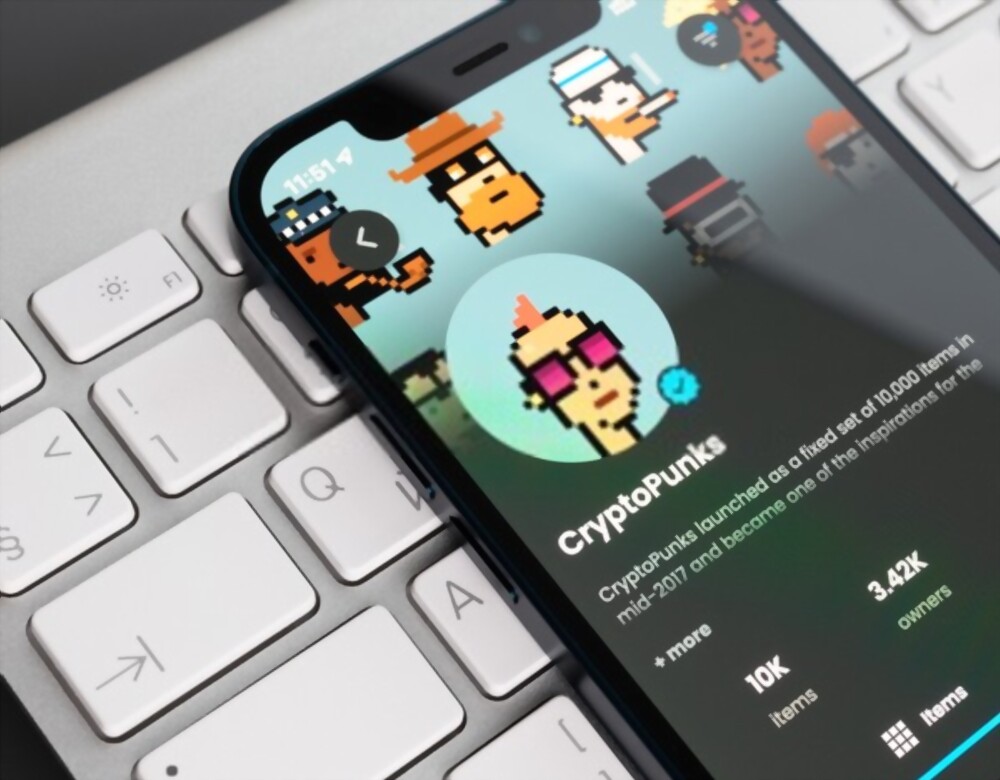 11:51
CryptoPunks
CryptoPunks launched as a fixed set of 10,000 items in
mid-2017 and became one of the inspirations for the
+ more
10K
items
3.42K
owners
Items
F1
!
1
<
>
§
Q
W
A
Y